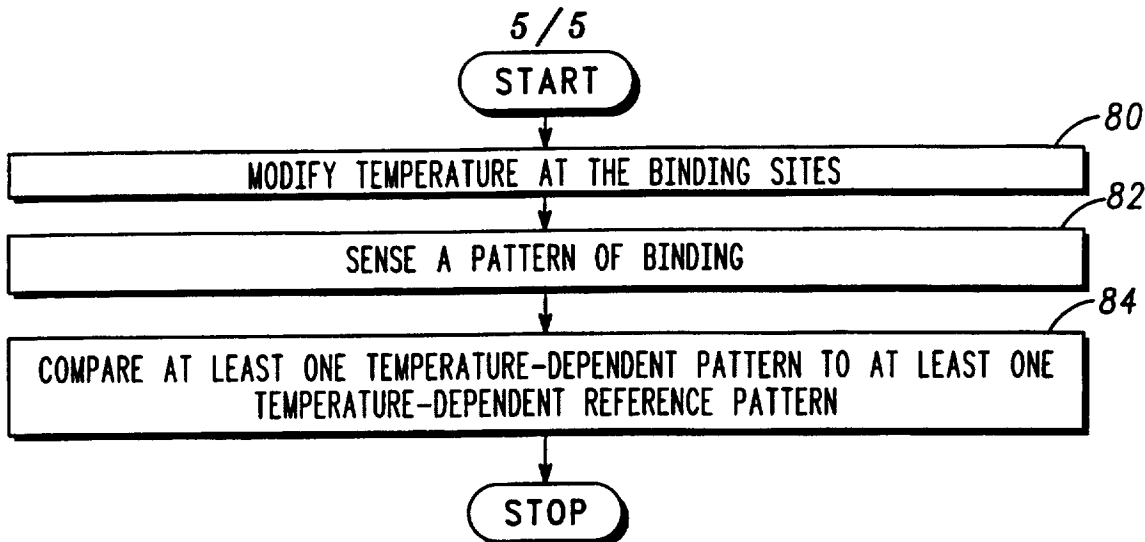 5/5
START
80
MODIFY TEMPERATURE AT THE BINDING SITES
82
SENSE A PATTERN OF BINDING
84
COMPARE AT LEAST ONE TEMPERATURE-DEPENDENT PATTERN TO AT LEAST ONE
TEMPERATURE-DEPENDENT REFERENCE PATTERN
STOP